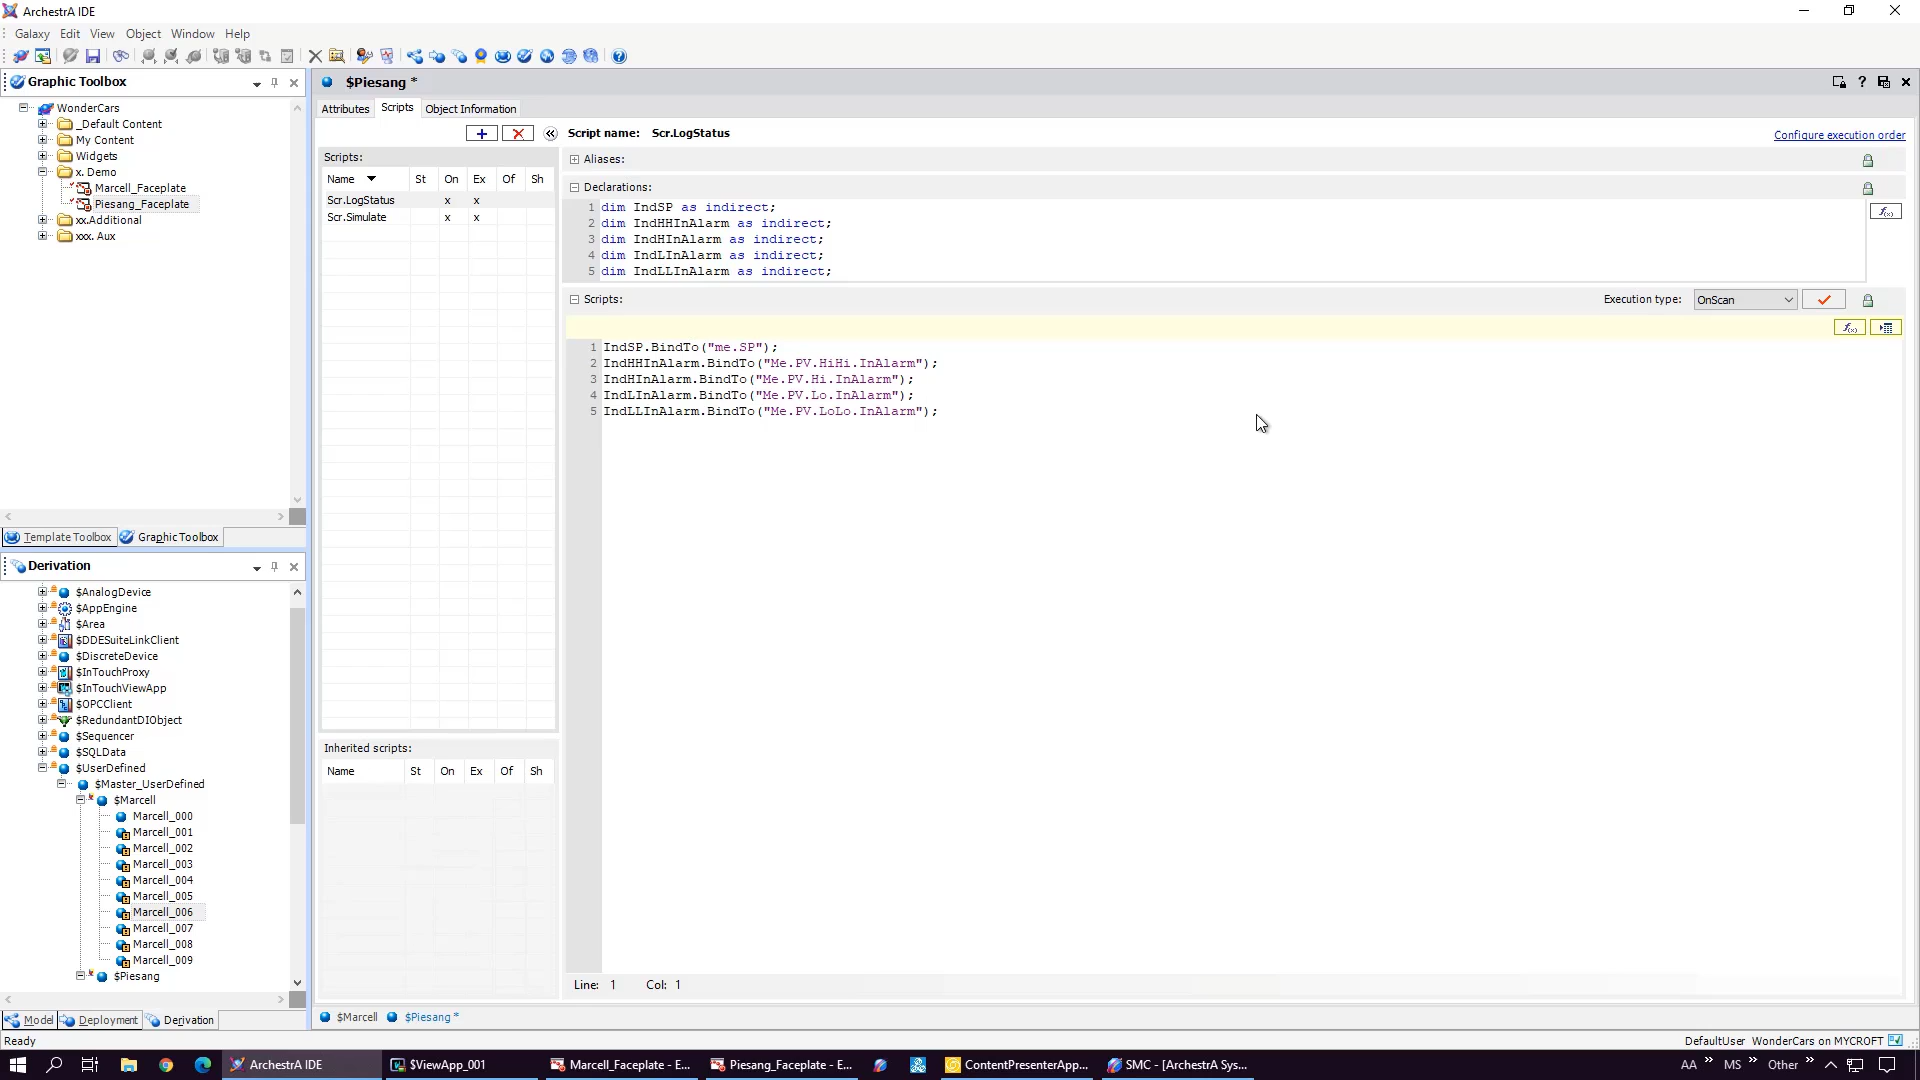 ArchestrA IDE
Galaxy Edit View Object Window Help
Graphic Toolbox
WonderCars
_Default Content
My Content
Widgets
x. Demo
Marcell_Faceplate
Piesang_Faceplate
xx.Additional
xxx. Aux
Template Toolbox Graphic Toolbox
Derivation
$AnalogDevice
$AppEngine
$Area
$DDESuiteLinkClient
$DiscreteDevice
$InTouchProxy
$InTouchViewApp
$OPCClient
$RedundantDIObject
$Sequencer
$SQLData
$UserDefined
$Master_UserDefined
$Marcell
Marcell_000
Marcell_001
Marcell_002
Marcell_003
Marcell_004
Marcell_005
Marcell_006
Marcell_007
Marcell_008
Marcell_009
$Piesang
Model Deployment Derivation
$Piesang *
Attributes Scripts Object Information
Script name: Scr.LogStatus
Configure execution order
Scripts:
Name St On Ex Of Sh
Scr.LogStatus x x
Scr.Simulate x x
Inherited scripts:
Name St On Ex Of Sh
Aliases:
Declarations:
1 dim IndSP as indirect;
2 dim IndHHInAlarm as indirect;
3 dim IndHInAlarm as indirect;
4 dim IndLInAlarm as indirect;
5 dim IndLLInAlarm as indirect;
Scripts:
Execution type: OnScan
1 IndSP.BindTo("me.SP");
2 IndHHInAlarm.BindTo("Me.PV.HiHi.InAlarm");
3 IndHInAlarm.BindTo("Me.PV.Hi.InAlarm");
4 IndLInAlarm.BindTo("Me.PV.Lo.InAlarm");
5 IndLLInAlarm.BindTo("Me.PV.LoLo.InAlarm");
Line: 1 Col: 1
$Marcell $Piesang *
Ready
DefaultUser WonderCars on MYCROFT
ArchestrA IDE $ViewApp_001 Marcell_Faceplate - E... Piesang_Faceplate - E... ContentPresenterApp... SMC - [ArchestrA Sys... AA » MS » Other »